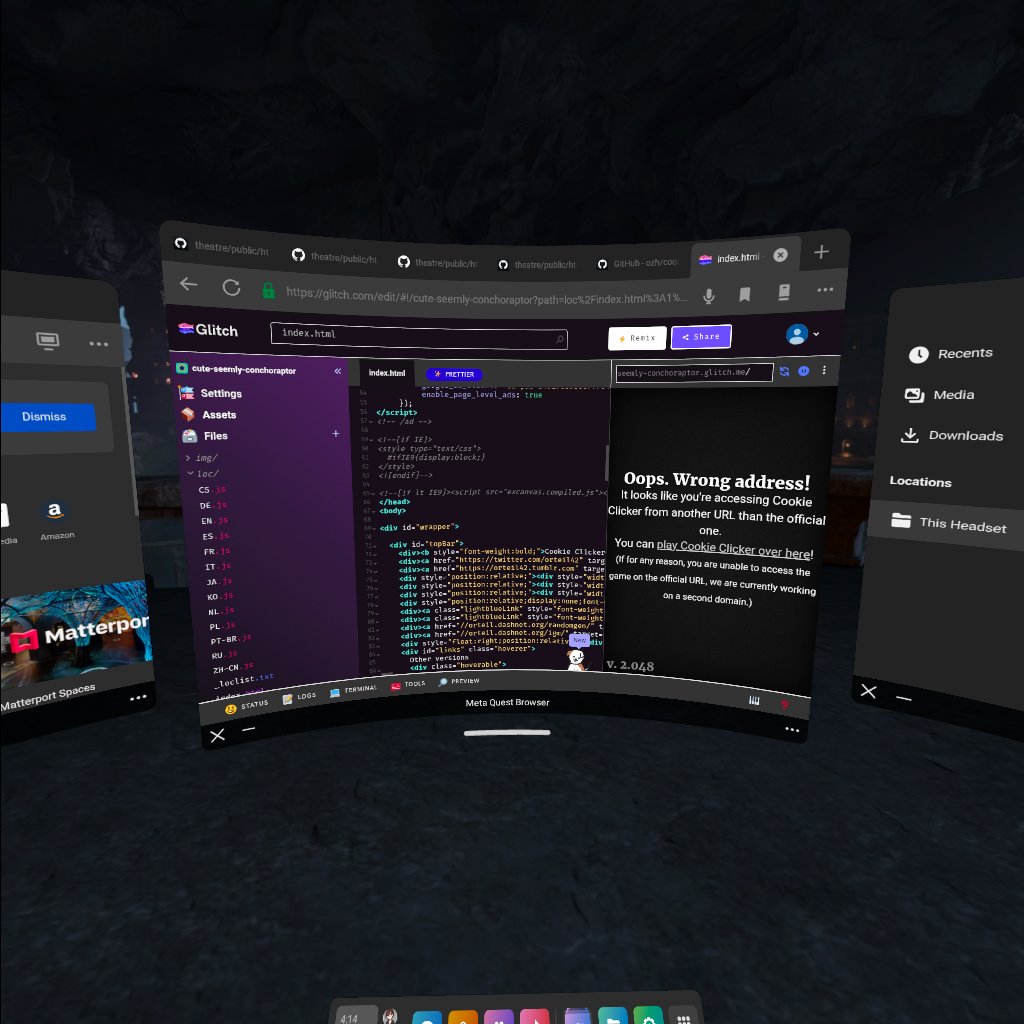 theatre/public/ht
theatre/public/ht
theatre/public/ht
theatre/public/ht
GitHub - ozh/coo
index.html
https://glitch.com/edit/#!/cute-seemly-conchoraptor?path=loc%2Findex.html%3A1%...
Glitch
index.html
Remix
Share
cute-seemly-conchoraptor
Settings
Assets
Files
img/
loc/
CS.js
DE.js
EN.js
ES.js
FR.js
IT.js
JA.js
KO.js
NL.js
PL.js
PT-BR.js
RU.js
ZH-CN.js
_loclist.txt
index.html
index.html
PRETTIER
enable_page_level_ads: true
});
</script>
<!-- /ad -->
<!--[if IE]>
<style type="text/css">
#ifIE9{display:block;}
</style>
<![endif]-->
<!--[if lt IE9]><script src="excanvas.compiled.js"><
</head>
<body>
<div id="wrapper">
<div id="topBar">
<div><b style="font-weight:bold;">Cookie Clicker
<div><a href="https://twitter.com/orteil42" targ
<div><a href="https://orteil42.tumblr.com" targe
<div style="position:relative;"><div style="widt
<div style="position:relative;"><div style="widt
<div style="position:relative;display:none;font-
<div><a class="lightblueLink" style="font-weight
<div><a class="lightblueLink" style="font-weight
<div><a href="//orteil.dashnet.org/randomgen/" t
<div><a href="//orteil.dashnet.org/igm/" target=
<div style="float:right;position:relativ
<div id="links" class="hoverer">
Other versions
<div class="hoverable">
New
seemly-conchoraptor.glitch.me/
Oops. Wrong address!
It looks like you're accessing Cookie
Clicker from another URL than the official
one.
You can play Cookie Clicker over here!
(If for any reason, you are unable to access the
game on the official URL, we are currently working
on a second domain.)
v. 2.048
STATUS
LOGS
TERMINAL
TOOLS
PREVIEW
Meta Quest Browser
Dismiss
edia
Amazon
Matterpor
Matterport Spaces
Recents
Media
Downloads
Locations
This Headset
4:14